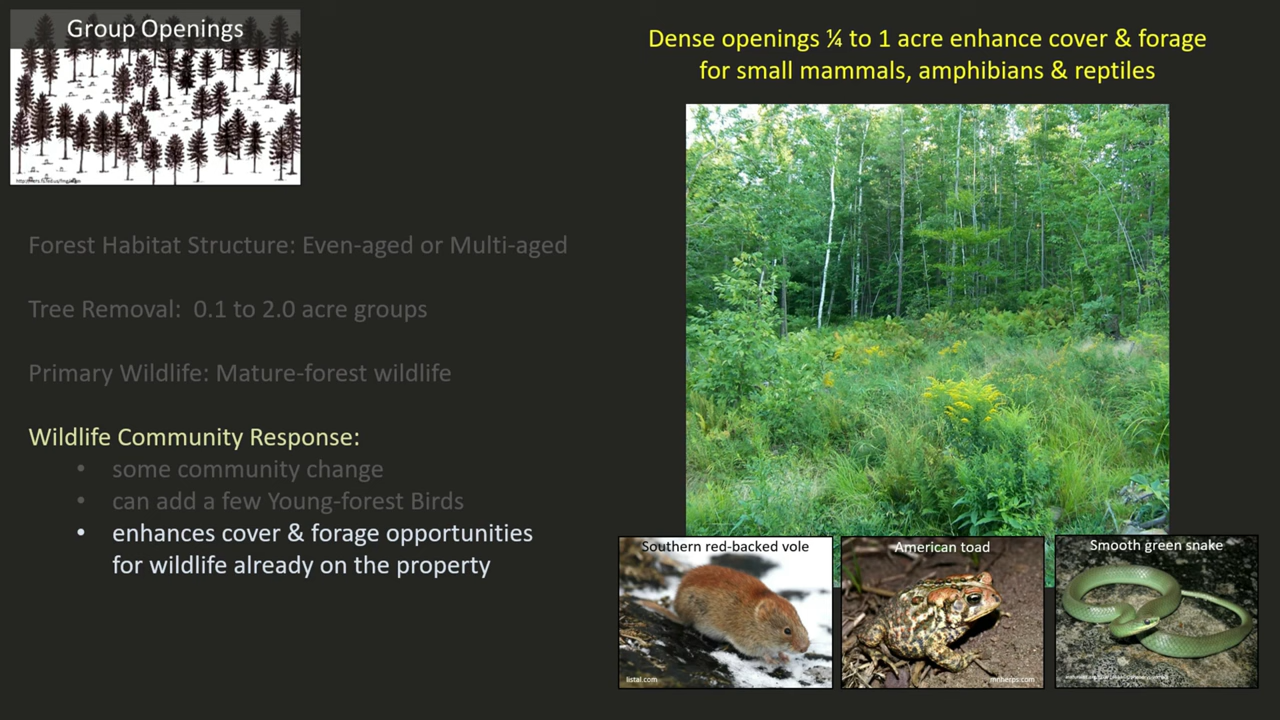 Group Openings
Dense openings ¼ to 1 acre enhance cover & forage
for small mammals, amphibians & reptiles
Forest Habitat Structure: Even-aged or Multi-aged
Tree Removal:  0.1 to 2.0 acre groups
Primary Wildlife: Mature-forest wildlife
Wildlife Community Response:
• some community change
• can add a few Young-forest Birds
• enhances cover & forage opportunities
for wildlife already on the property
Southern red-backed vole
American toad
Smooth green snake
listal.com
mnherps.com